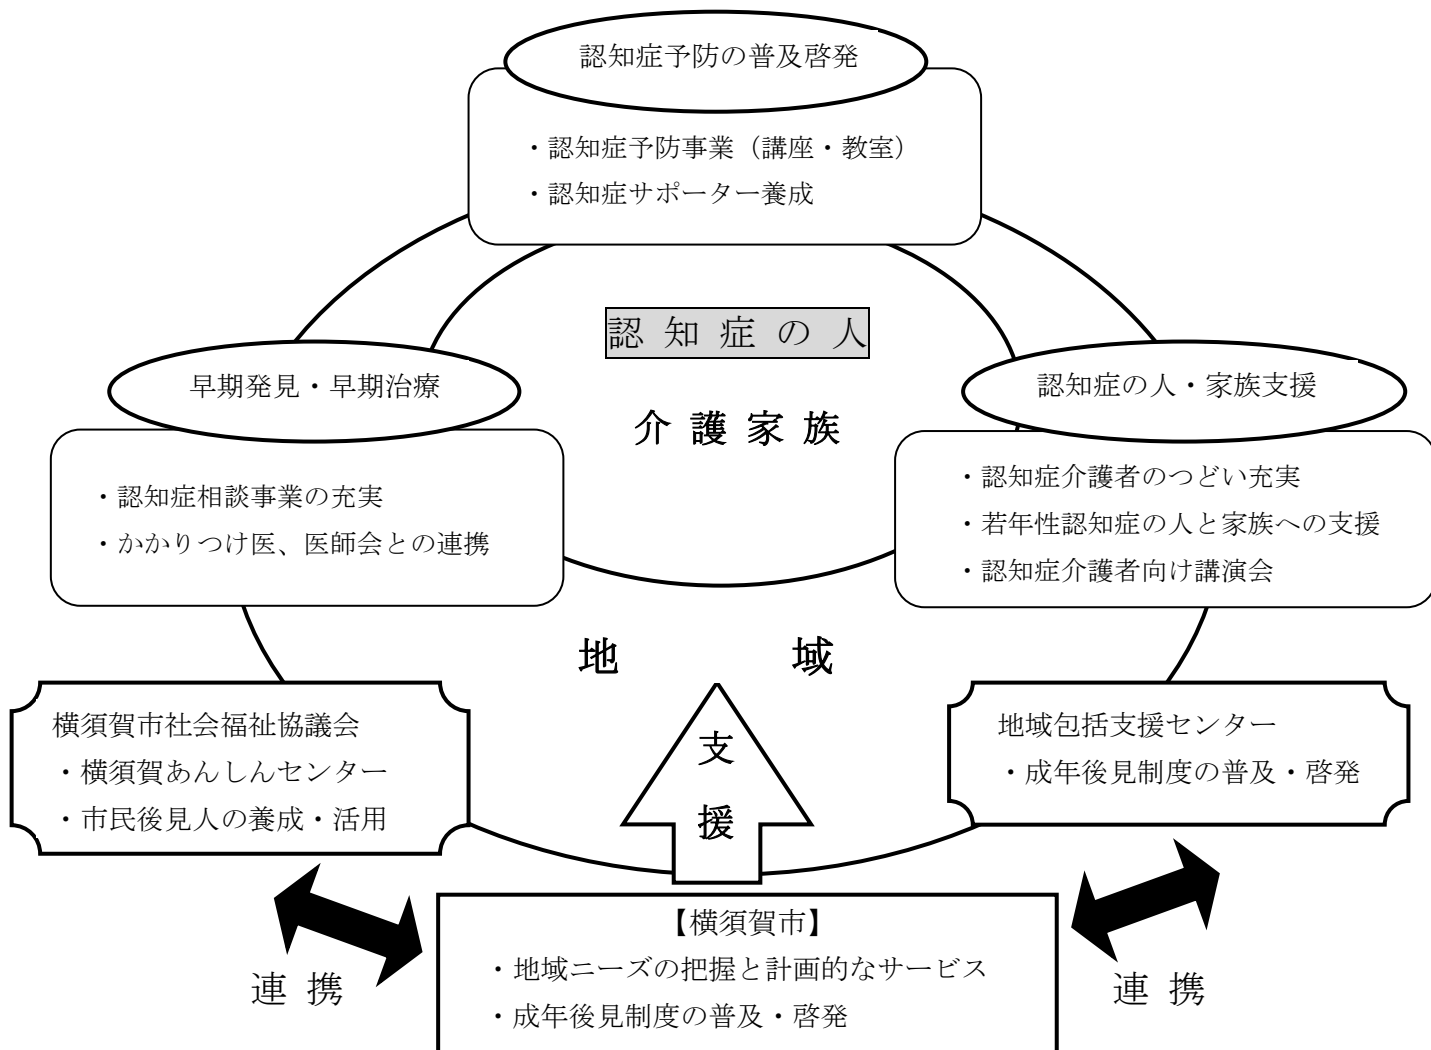 認知症予防の普及啓発
・認知症予防事業（講座・教室）
・認知症サポーター養成
認知症の人
介護家族
早期発見・早期治療
・認知症相談事業の充実
・かかりつけ医、医師会との連携
認知症の人・家族支援
・認知症介護者のつどい充実
・若年性認知症の人と家族への支援
・認知症介護者向け講演会
地域
支援
横須賀市社会福祉協議会
・横須賀あんしんセンター
・市民後見人の養成・活用
地域包括支援センター
・成年後見制度の普及・啓発
連携
【横須賀市】
・地域ニーズの把握と計画的なサービス
・成年後見制度の普及・啓発
連携